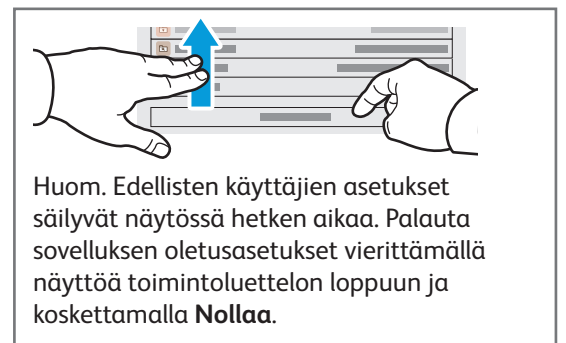 Huom. Edellisten käyttäjien asetukset
säilyvät näytössä hetken aikaa. Palauta
sovelluksen oletusasetukset vierittämällä
näyttöä toimintoluettelon loppuun ja
koskettamalla Nollaa.